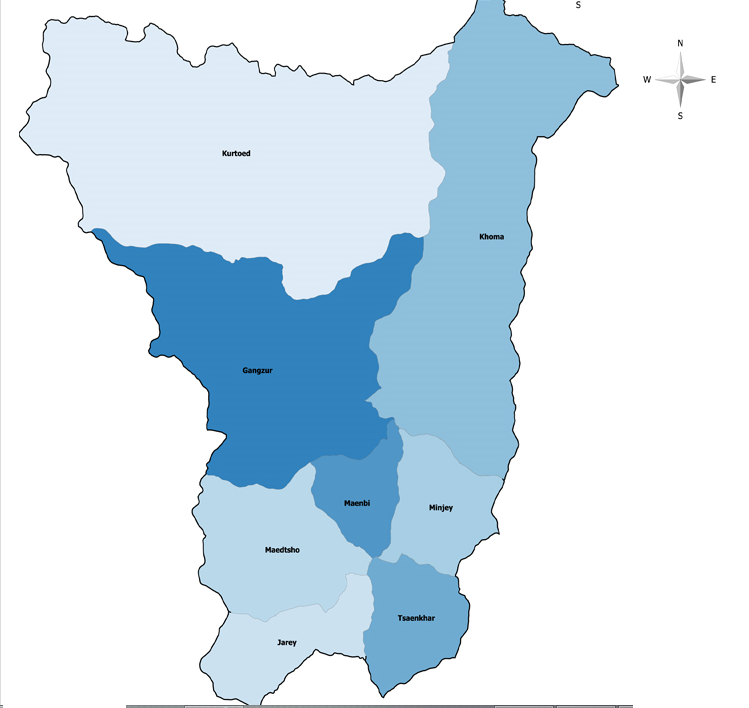 S
N
W
E
S
Kurtoed
Khoma
Gangzur
Maenbi
Minjey
Maedtsho
Tsaenkhar
Jarey